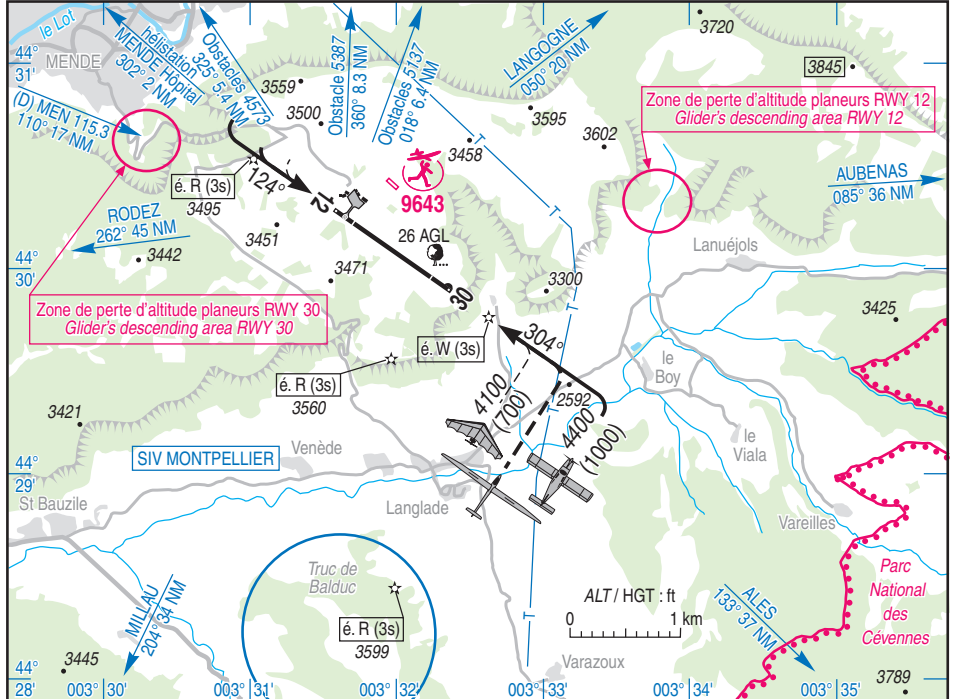 le Lot
MENDE
44°
31'
hélistation
MENDE Hôpital
302° 2 NM
Obstacles 4573
325° 5.4 NM
Obstacle 5387
360° 8.3 NM
Obstacles 5137
018° 6.4 NM
LANGOGNE
050° 20 NM
3720
3845
(D) MEN 115.3
110° 17 NM
3559
3500
3595
3602
3458
Zone de perte d'altitude planeurs RWY 12
Glider's descending area RWY 12
AUBENAS
085° 36 NM
é. R (3s)
3495
124°
12
9643
RODEZ
262° 45 NM
3442
3451
26 AGL
Lanuéjols
44°
30'
3471
30
3300
3425
Zone de perte d'altitude planeurs RWY 30
Glider's descending area RWY 30
é. W (3s)
304°
é. R (3s)
3560
le
Boy
2592
4100
(700)
4400
(1000)
3421
SIV MONTPELLIER
Venède
le
Viala
44°
29'
St Bauzile
Langlade
Vareilles
Truc de
Balduc
é. R (3s)
3599
MILLAU
204° 34 NM
ALT / HGT : ft
0 1 km
ALES
133° 37 NM
Parc
National
des
Cévennes
Varazoux
3445
3789
44°
28'
003° 30'
003° 31'
003° 32'
003° 33'
003° 34'
003° 35'
T
T
T
T
T
T